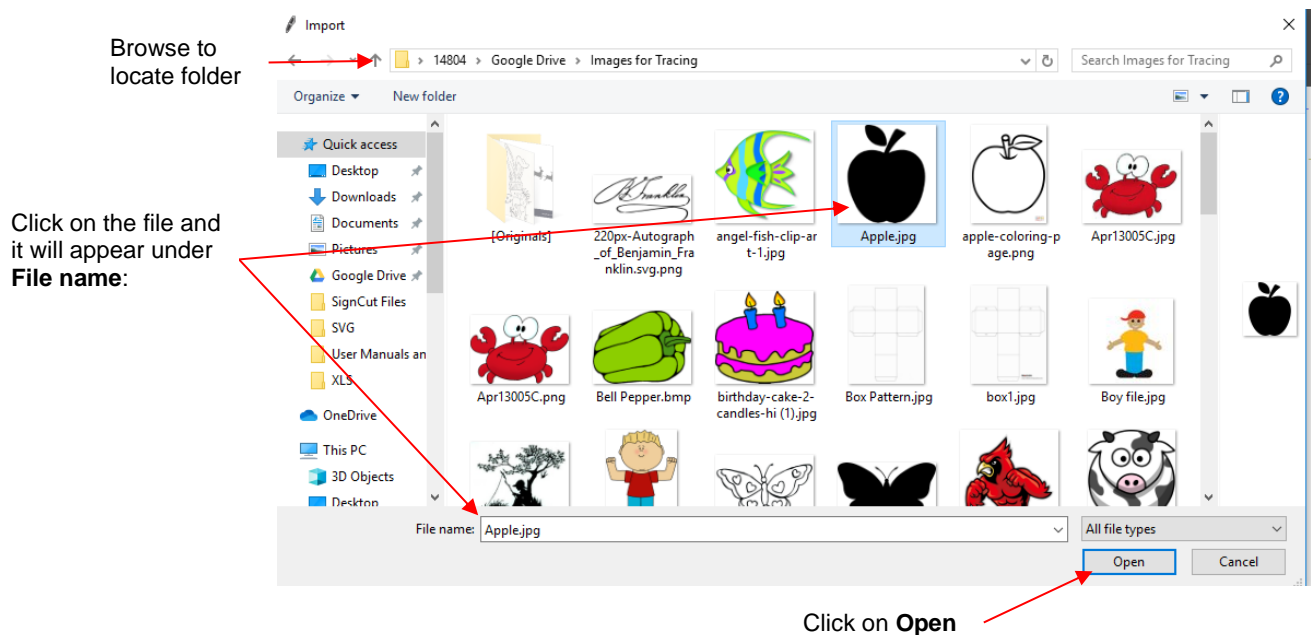 Import
Browse to
locate folder
14804 > Google Drive > Images for Tracing
Search Images for Tracing
Organize
New folder
Quick access
Desktop
Downloads
Documents
Pictures
Google Drive
SignCut Files
SVG
User Manuals an
XLS
OneDrive
This PC
3D Objects
Desktop
Click on the file and
it will appear under
File name:
[Originals]
220px-Autograph
_of_Benjamin_Fra
nklin.svg.png
angel-fish-clip-ar
t-1.jpg
Apple.jpg
apple-coloring-p
age.png
Apr13005C.jpg
Apr13005C.png
Bell Pepper.bmp
birthday-cake-2-
candles-hi (1).jpg
Box Pattern.jpg
box1.jpg
Boy file.jpg
File name:
Apple.jpg
All file types
Open
Cancel
Click on Open